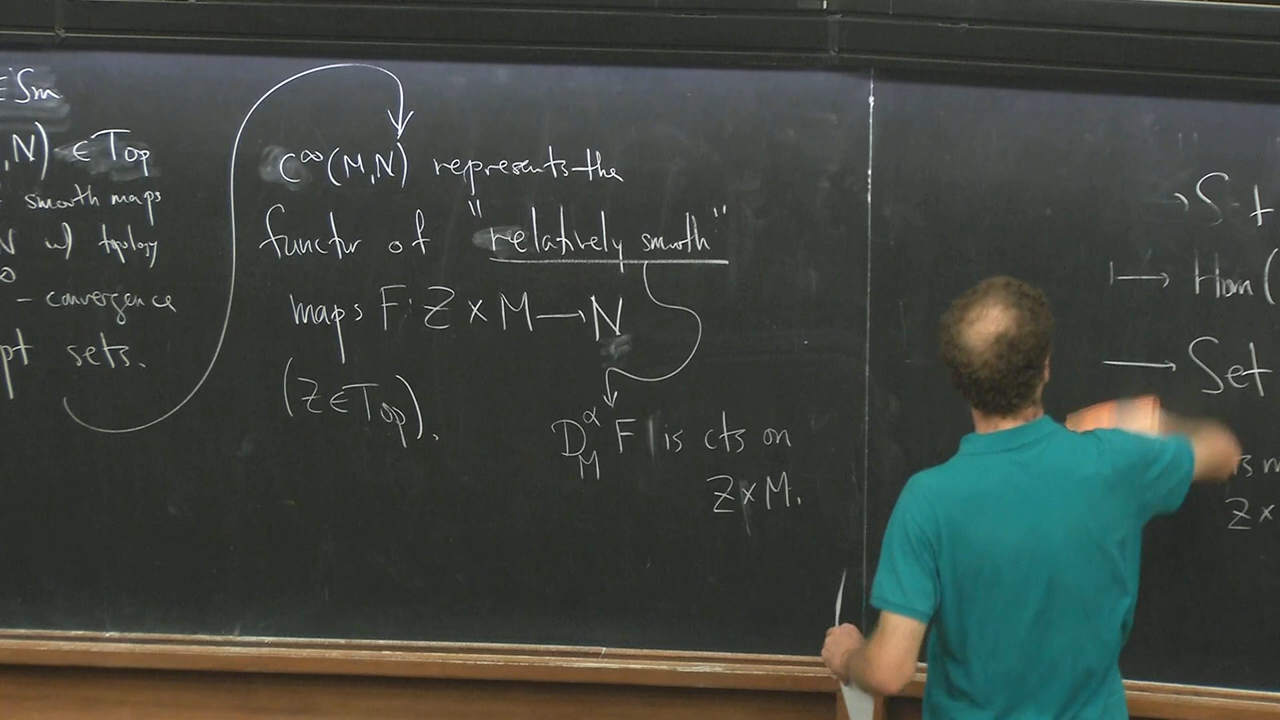 ∈Sm
,N) ∈ Top
smooth maps
N w/ topology
∞ - convergence
pt sets.
C^∞(M,N) represents the
functor of "relatively smooth"
maps F: Z × M → N
(Z∈Top).
D_M^α F is cts on
Z×M.
→ Set
↦ Hom(
→ Set
Z×